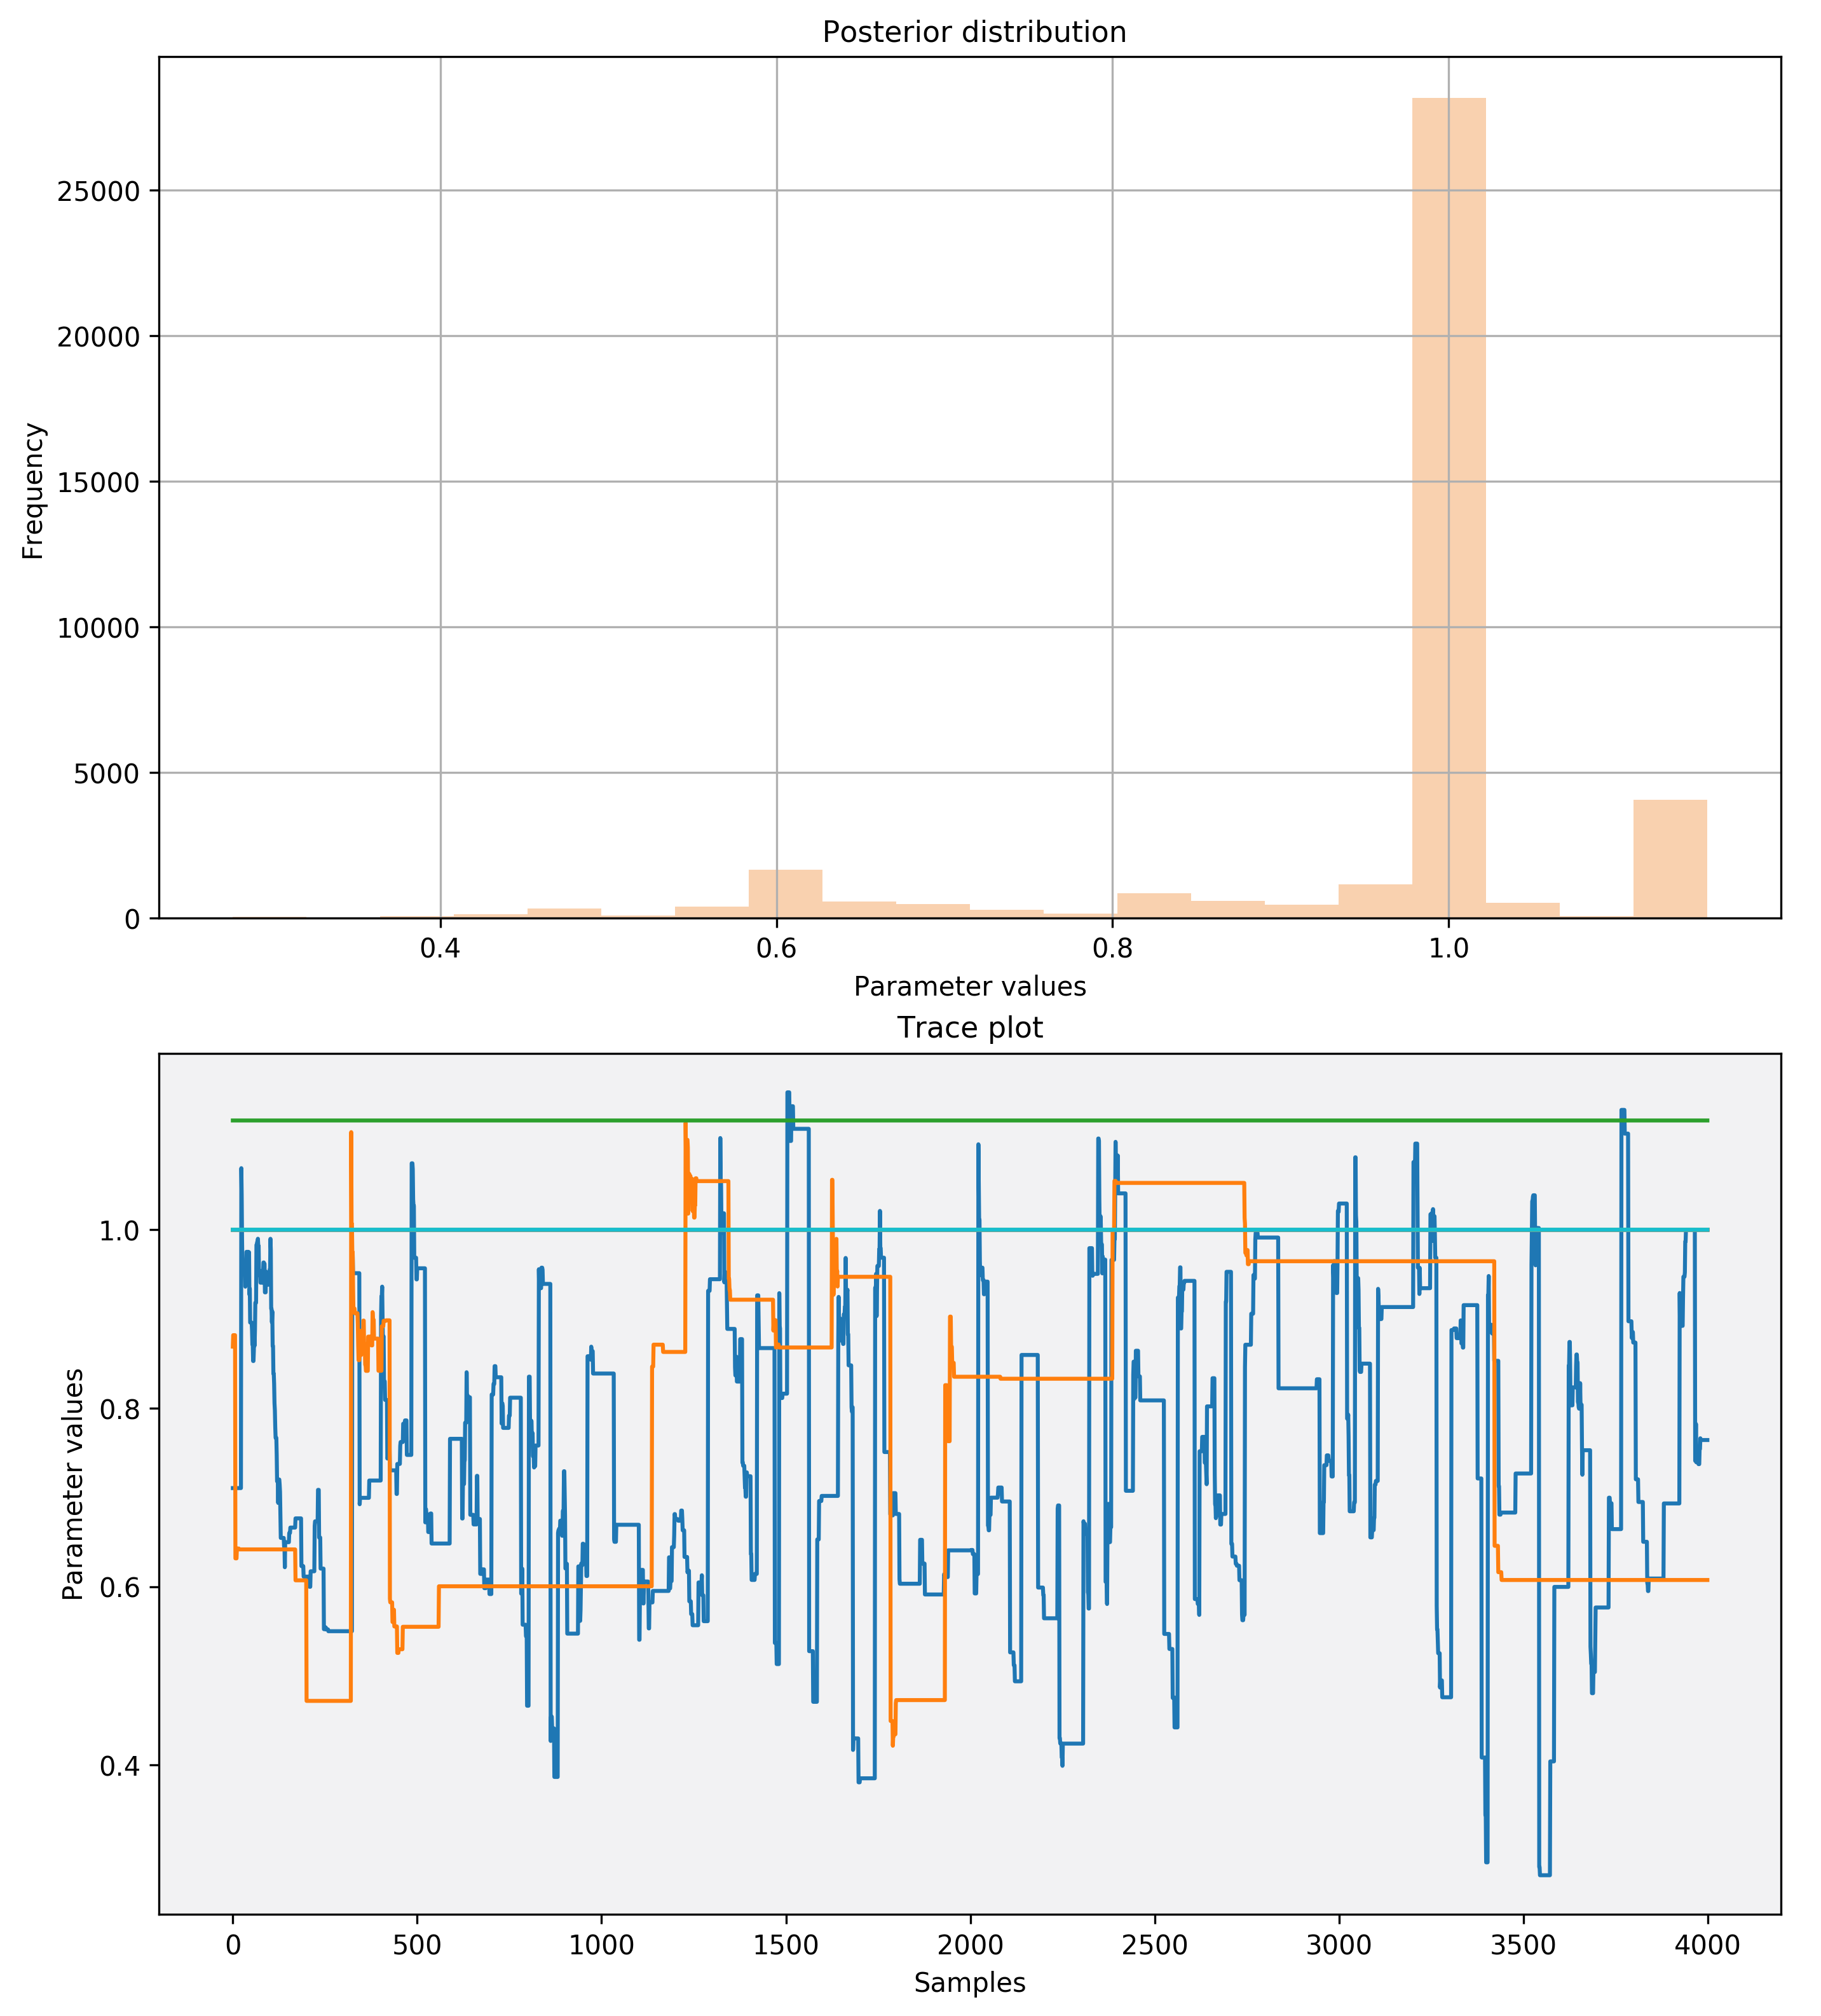 Posterior distribution
Frequency
25000
20000
15000
10000
5000
0
0.4 0.6 0.8 1.0
Parameter values
Trace plot
Parameter values
1.0
0.8
0.6
0.4
0 500 1000 1500 2000 2500 3000 3500 4000
Samples